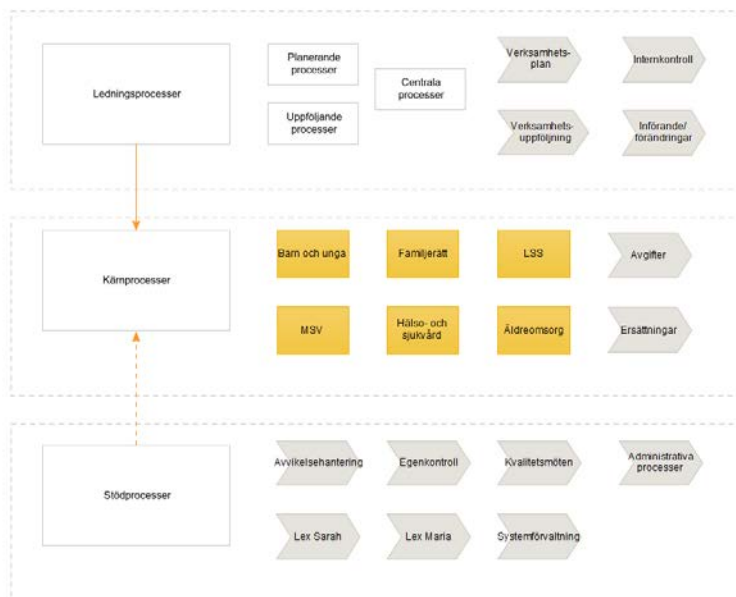 Ledningsprocesser
Planerande
processer
Uppföljande
processer
Centrala
processer
Verksamhets-
plan
Internkontroll
Verksamhets-
uppföljning
Införande/
förändringar
Kärnprocesser
Barn och unga
Familjerätt
LSS
Avgifter
MSV
Hälso- och
sjukvård
Äldreomsorg
Ersättningar
Stödprocesser
Avvikelsehantering
Egenkontroll
Kvalitetsmöten
Administrativa
processer
Lex Sarah
Lex Maria
Systemförvaltning